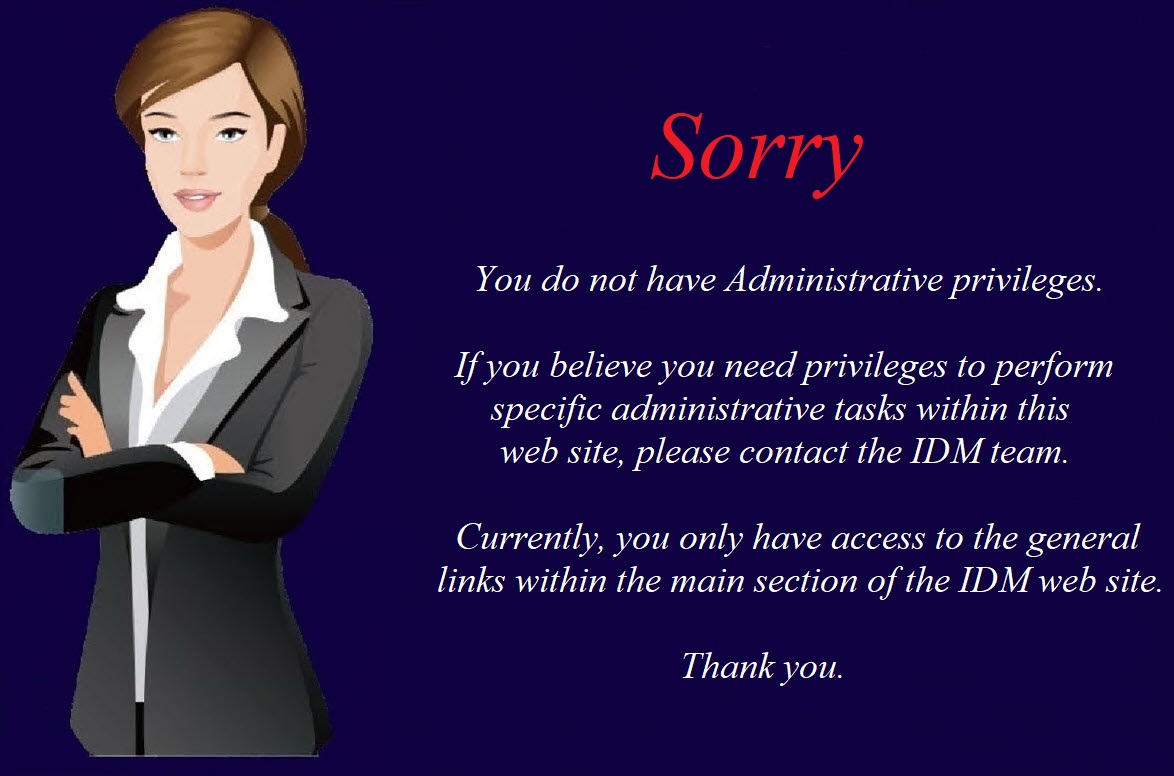 Sorry
You do not have Administrative privileges.
If you believe you need privileges to perform
specific administrative tasks within this
web site, please contact the IDM team.
Currently, you only have access to the general
links within the main section of the IDM web site.
Thank you.